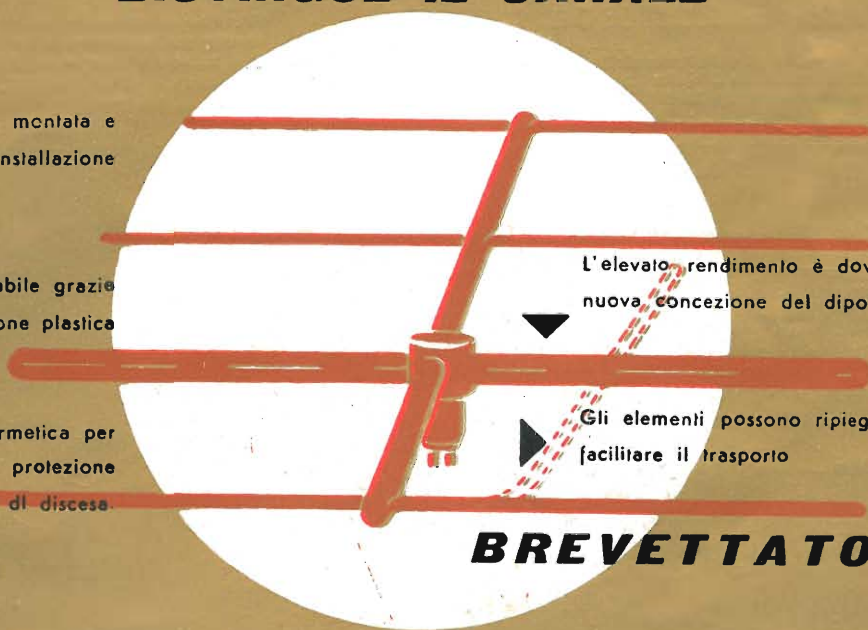 montata e
installazione
abile grazie
one plastica
L'elevato rendimento è dov
nuova concezione del dipo
ermetica per
protezione
di discesa.
Gli elementi possono ripieg
facilitare il trasporto
BREVETTATO